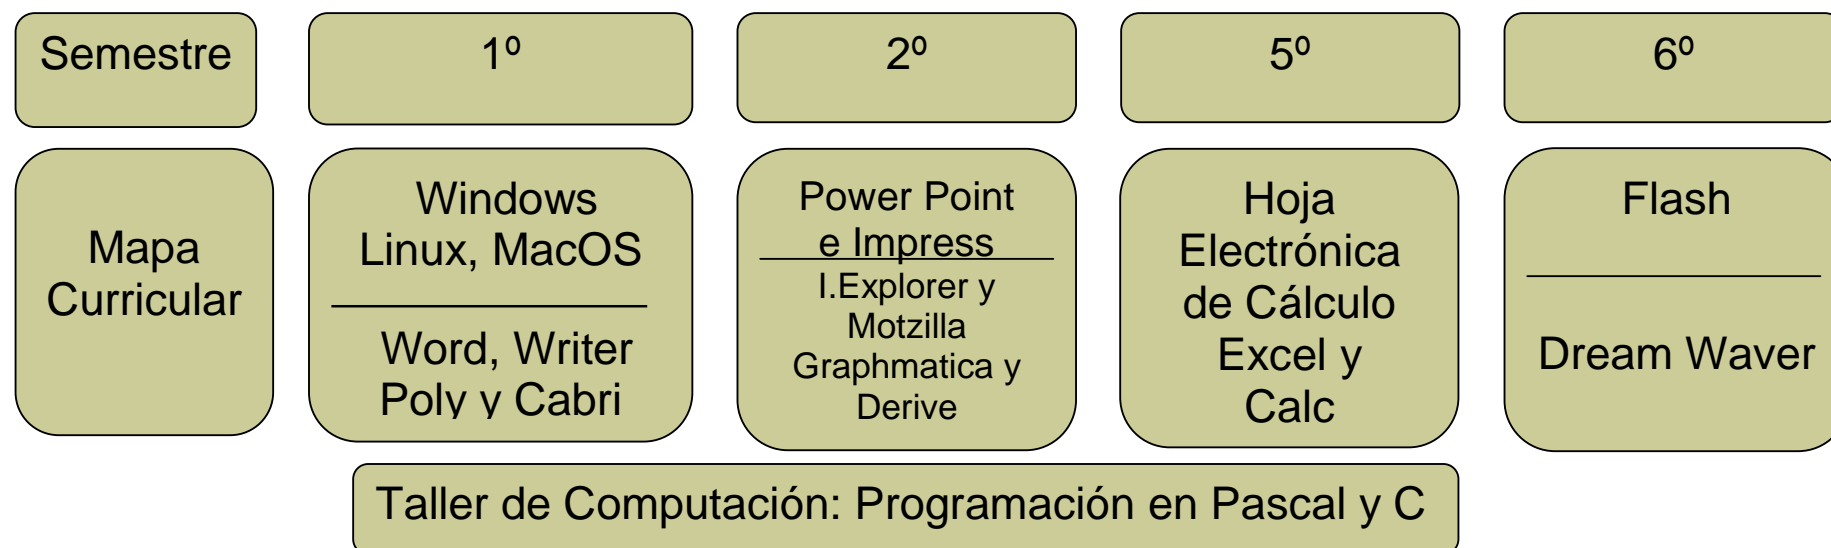 Semestre
1º
2º
5º
6º
Mapa
Curricular
Windows
Linux, MacOS
Word, Writer
Poly y Cabri
Power Point
e Impress
I.Explorer y
Motzilla
Graphmatica y
Derive
Hoja
Electrónica
de Cálculo
Excel y
Calc
Flash
Dream Waver
Taller de Computación: Programación en Pascal y C